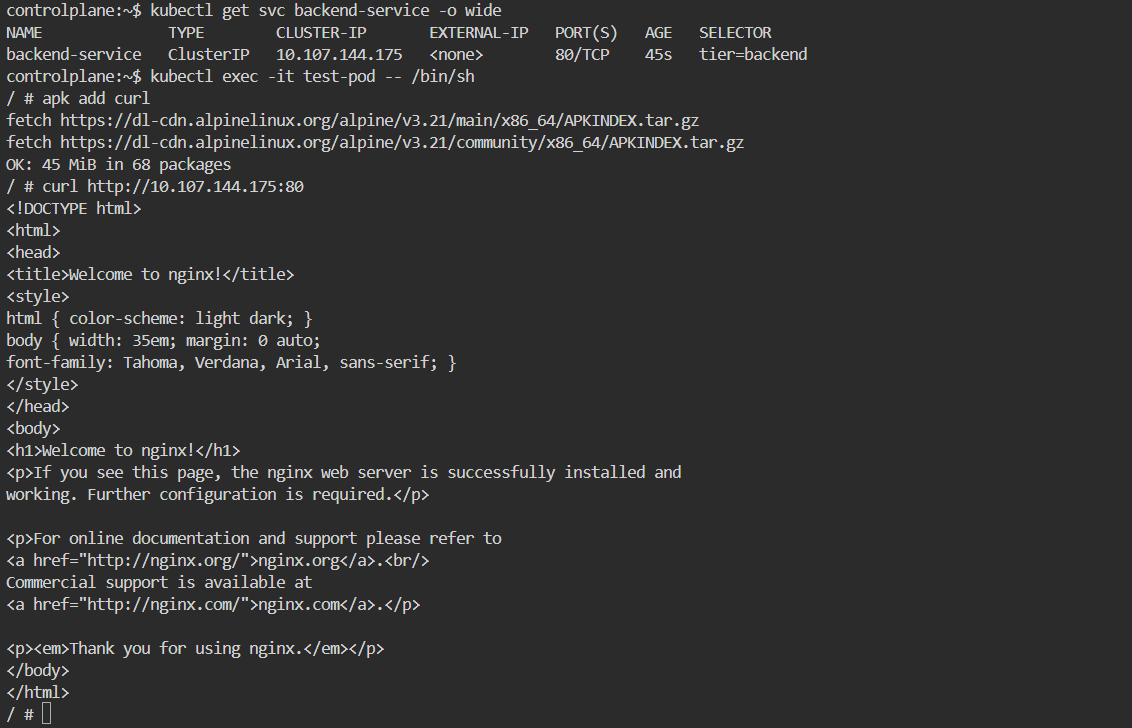 controlplane:~$ kubectl get svc backend-service -o wide
NAME              TYPE        CLUSTER-IP       EXTERNAL-IP   PORT(S)   AGE   SELECTOR
backend-service   ClusterIP   10.107.144.175   <none>        80/TCP    45s   tier=backend
controlplane:~$ kubectl exec -it test-pod -- /bin/sh
/ # apk add curl
fetch https://dl-cdn.alpinelinux.org/alpine/v3.21/main/x86_64/APKINDEX.tar.gz
fetch https://dl-cdn.alpinelinux.org/alpine/v3.21/community/x86_64/APKINDEX.tar.gz
OK: 45 MiB in 68 packages
/ # curl http://10.107.144.175:80
<!DOCTYPE html>
<html>
<head>
<title>Welcome to nginx!</title>
<style>
html { color-scheme: light dark; }
body { width: 35em; margin: 0 auto;
font-family: Tahoma, Verdana, Arial, sans-serif; }
</style>
</head>
<body>
<h1>Welcome to nginx!</h1>
<p>If you see this page, the nginx web server is successfully installed and
working. Further configuration is required.</p>

<p>For online documentation and support please refer to
<a href="http://nginx.org/">nginx.org</a>.<br/>
Commercial support is available at
<a href="http://nginx.com/">nginx.com</a>.</p>

<p><em>Thank you for using nginx.</em></p>
</body>
</html>
/ #